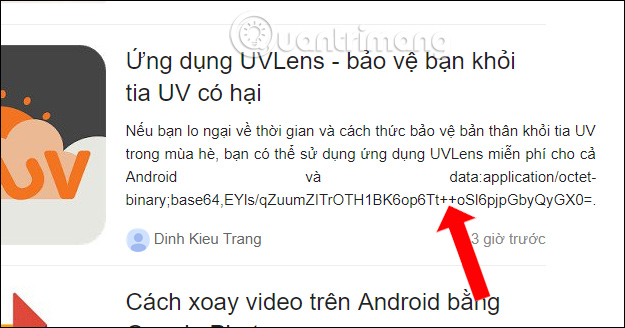 Quantrimang
Ứng dụng UVLens - bảo vệ bạn khỏi
tia UV có hại
UV
Nếu bạn lo ngại về thời gian và cách thức bảo vệ bản thân khỏi tia UV
trong mùa hè, bạn có thể sử dụng ứng dụng UVLens miễn phí cho cả
Android và data:application/octet-
binary;base64,EYIs/qZuumZITrOTH1BK6op6Tt++oSl6pjpGbyQyGX0=.
Dinh Kieu Trang
3 giờ trước
Cách xoay video trên Android bằng